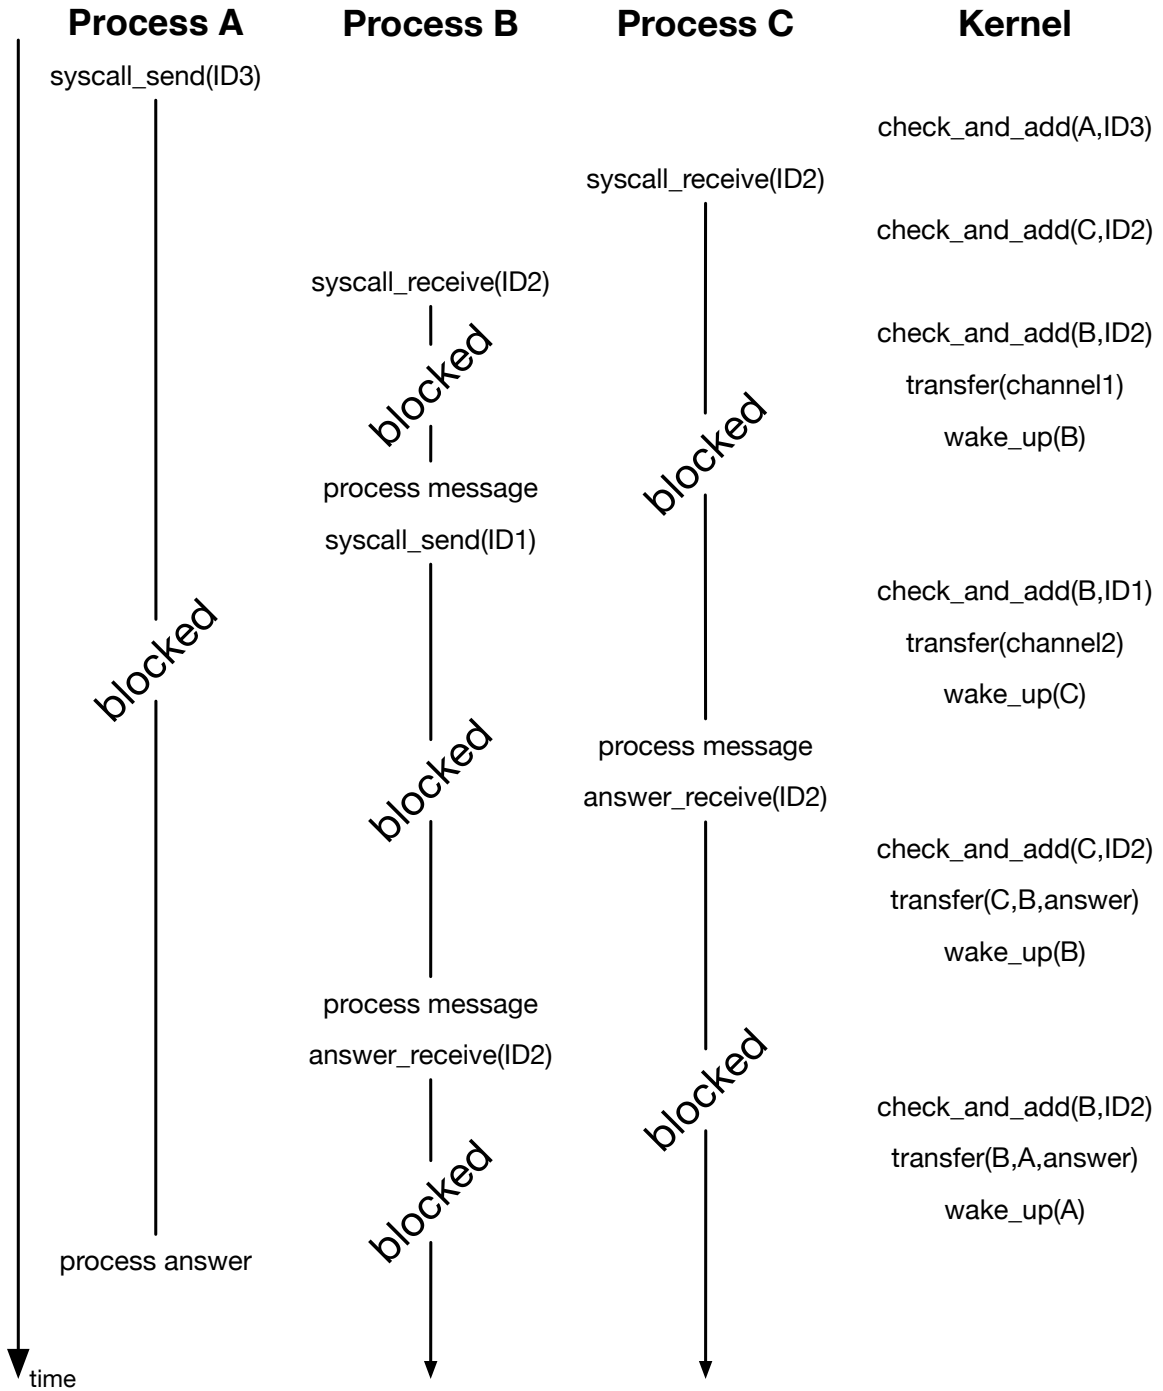 Process A Process B Process C Kernel
syscall_send(ID3)
check_and_add(A,ID3)
syscall_receive(ID2)
check_and_add(C,ID2)
syscall_receive(ID2)
check_and_add(B,ID2)
blocked
transfer(channel1)
wake_up(B)
blocked
process message
syscall_send(ID1)
check_and_add(B,ID1)
blocked
transfer(channel2)
wake_up(C)
process message
blocked
answer_receive(ID2)
check_and_add(C,ID2)
transfer(C,B,answer)
wake_up(B)
process message
answer_receive(ID2)
blocked
check_and_add(B,ID2)
transfer(B,A,answer)
blocked
wake_up(A)
process answer
time